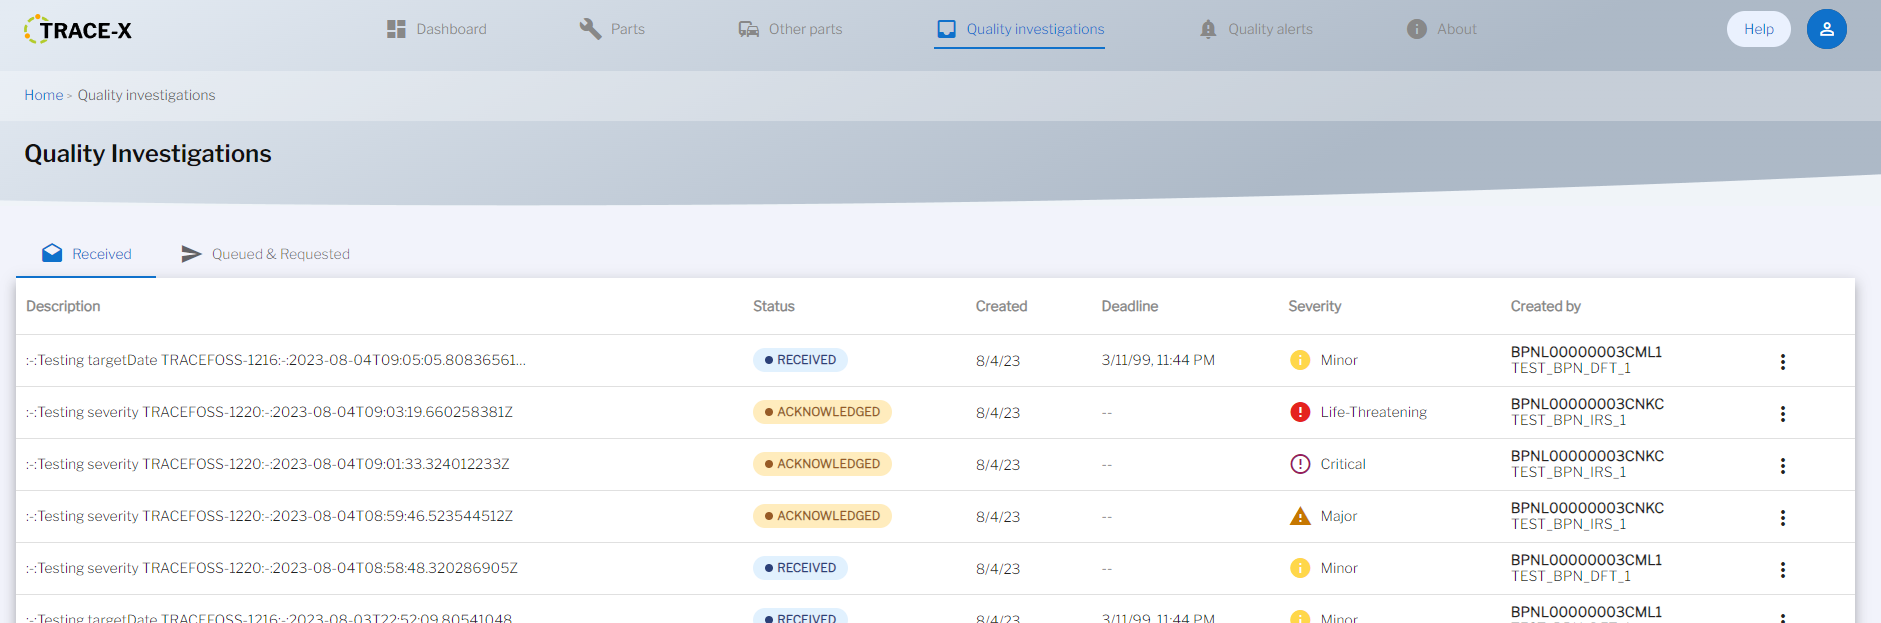 TRACE-X
Dashboard
Parts
Other parts
Quality investigations
Quality alerts
About
Help
Home > Quality investigations
Quality Investigations
Received
Queued & Requested
Description Status Created Deadline Severity Created by
:-:Testing targetDate TRACEFOSS-1216:-:2023-08-04T09:05:05.80836561... RECEIVED 8/4/23 3/11/99, 11:44 PM Minor BPNL00000003CML1
TEST_BPN_DFT_1
:-:Testing severity TRACEFOSS-1220:-:2023-08-04T09:03:19.660258381Z ACKNOWLEDGED 8/4/23 -- Life-Threatening BPNL00000003CNKC
TEST_BPN_IRS_1
:-:Testing severity TRACEFOSS-1220:-:2023-08-04T09:01:33.324012233Z ACKNOWLEDGED 8/4/23 -- Critical BPNL00000003CNKC
TEST_BPN_IRS_1
:-:Testing severity TRACEFOSS-1220:-:2023-08-04T08:59:46.523544512Z ACKNOWLEDGED 8/4/23 -- Major BPNL00000003CNKC
TEST_BPN_IRS_1
:-:Testing severity TRACEFOSS-1220:-:2023-08-04T08:58:48.320286905Z RECEIVED 8/4/23 -- Minor BPNL00000003CML1
TEST_BPN_DFT_1
:-:Testing targetDate TRACEFOSS-1216:-:2023-08-03T22:52:09.80541048 RECEIVED 8/4/23 3/11/99, 11:44 PM Minor BPNL00000003CML1